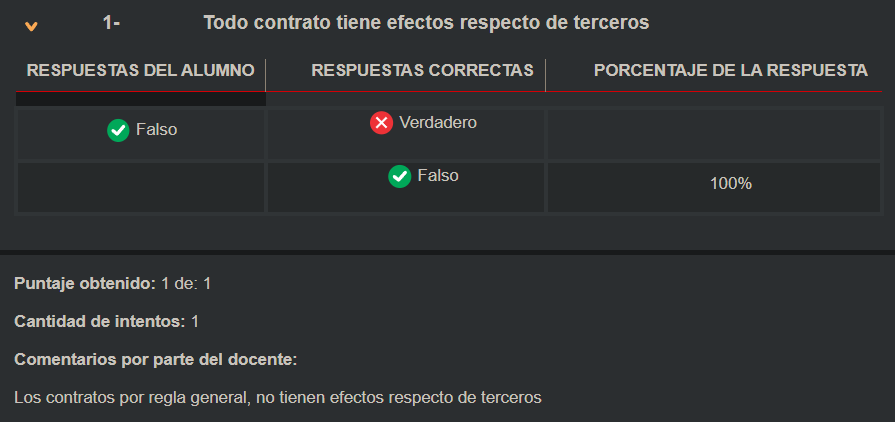 1- Todo contrato tiene efectos respecto de terceros
RESPUESTAS DEL ALUMNO RESPUESTAS CORRECTAS PORCENTAJE DE LA RESPUESTA
Falso Verdadero
Falso 100%
Puntaje obtenido: 1 de: 1
Cantidad de intentos: 1
Comentarios por parte del docente:
Los contratos por regla general, no tienen efectos respecto de terceros